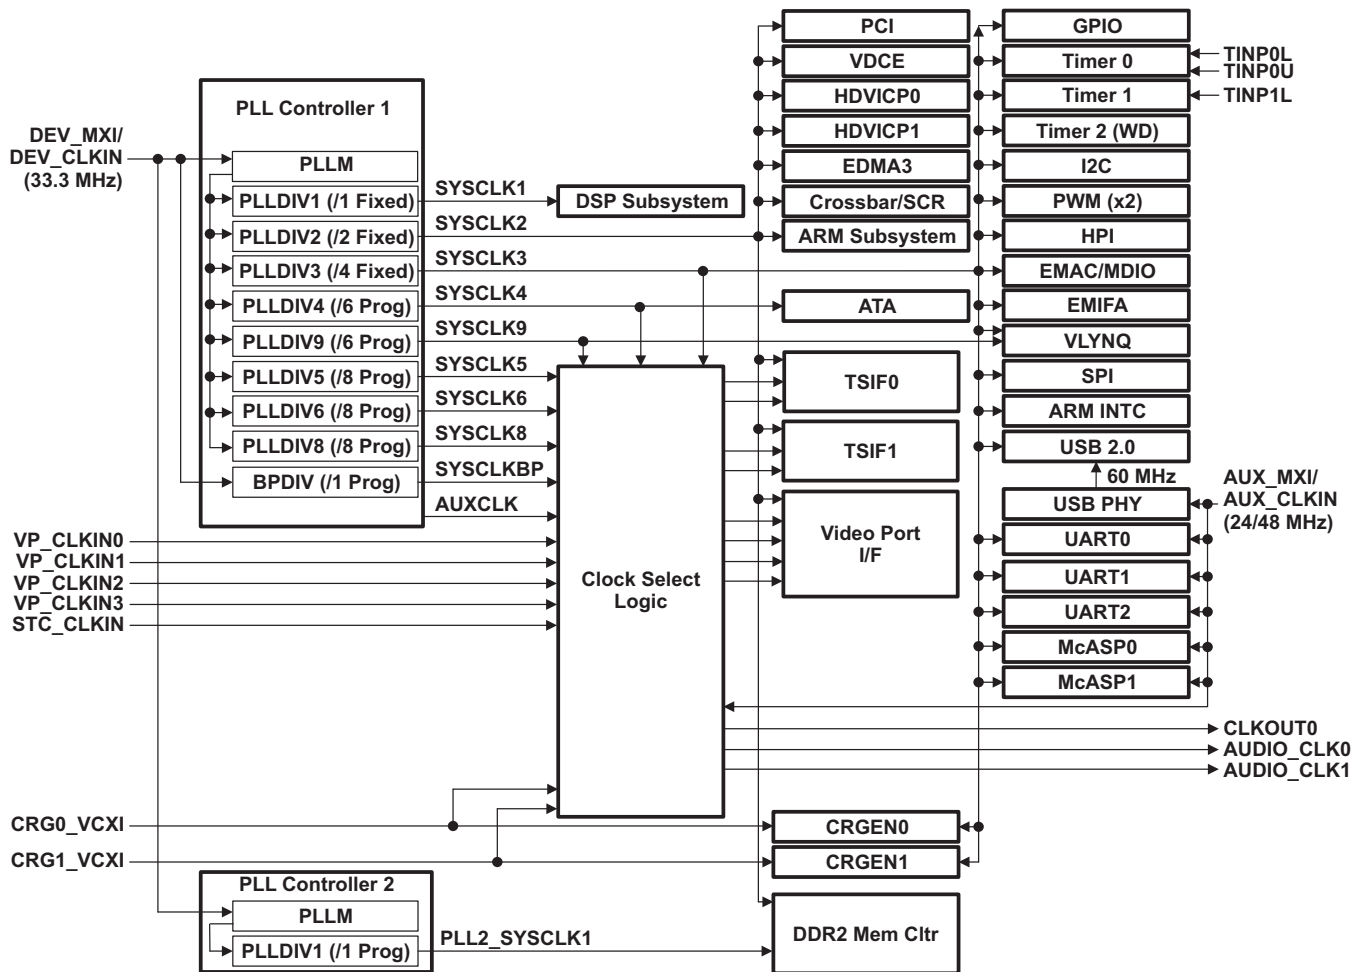 PLL Controller 1
DEV_MXI/
DEV_CLKIN
(33.3 MHz)
PLLM
PLLDIV1 (/1 Fixed)
PLLDIV2 (/2 Fixed)
PLLDIV3 (/4 Fixed)
PLLDIV4 (/6 Prog)
PLLDIV9 (/6 Prog)
PLLDIV5 (/8 Prog)
PLLDIV6 (/8 Prog)
PLLDIV8 (/8 Prog)
BPDIV (/1 Prog)
SYSCLK1
SYSCLK2
SYSCLK3
SYSCLK4
SYSCLK9
SYSCLK5
SYSCLK6
SYSCLK8
SYSCLKBP
AUXCLK
VP_CLKIN0
VP_CLKIN1
VP_CLKIN2
VP_CLKIN3
STC_CLKIN
CRG0_VCXI
CRG1_VCXI
PLL Controller 2
PLLM
PLLDIV1 (/1 Prog)
PLL2_SYSCLK1
DSP Subsystem
Clock Select
Logic
PCI
VDCE
HDVICP0
HDVICP1
EDMA3
Crossbar/SCR
ARM Subsystem
ATA
TSIF0
TSIF1
Video Port
I/F
CRGEN0
CRGEN1
DDR2 Mem Cltr
GPIO
Timer 0
Timer 1
Timer 2 (WD)
I2C
PWM (x2)
HPI
EMAC/MDIO
EMIFA
VLYNQ
SPI
ARM INTC
USB 2.0
60 MHz
USB PHY
UART0
UART1
UART2
McASP0
McASP1
TINP0L
TINP0U
TINP1L
AUX_MXI/
AUX_CLKIN
(24/48 MHz)
CLKOUT0
AUDIO_CLK0
AUDIO_CLK1